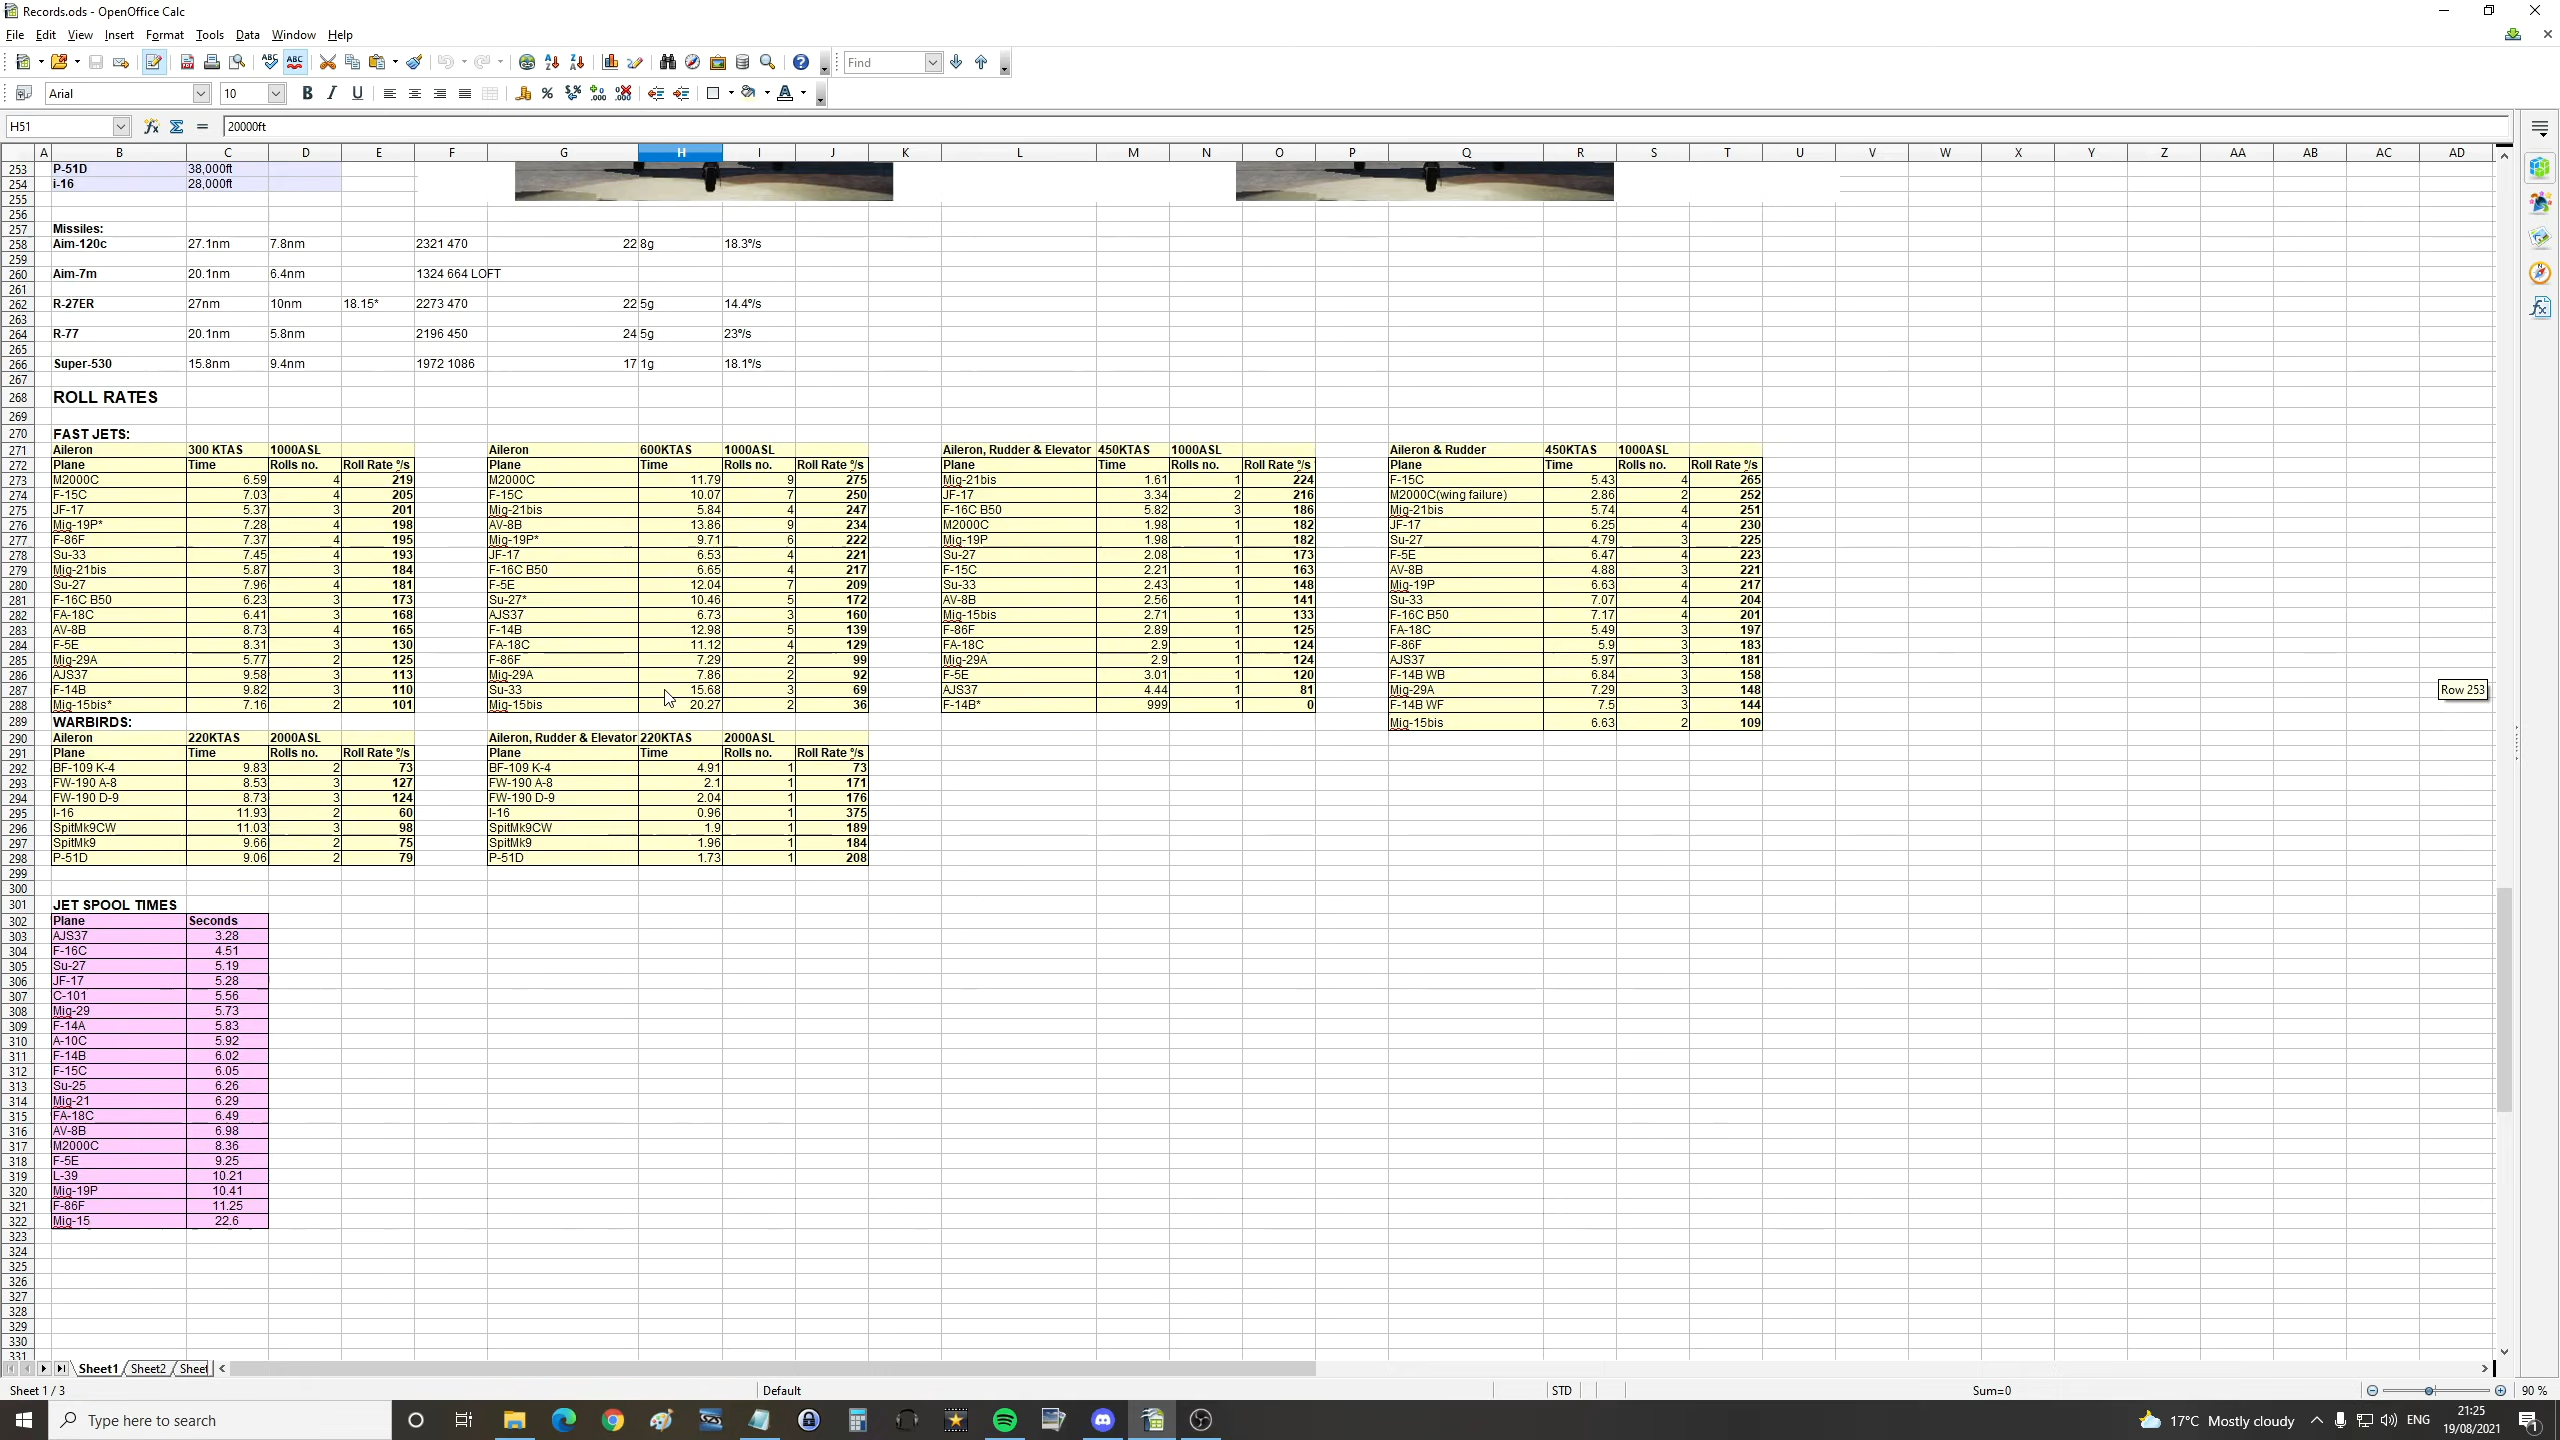 Records.ods - OpenOffice Calc
File Edit View Insert Format Tools Data Window Help
Find
Arial 10
H51 20000ft
A B C D E F G H I J K L M N O P Q R S T U V W X Y Z AA AB AC AD
253 P-51D 38,000ft
254 i-16 28,000ft
255
256
257 Missiles:
258 Aim-120c 27.1nm 7.8nm 2321 470 22 8g 18.3º/s
259
260 Aim-7m 20.1nm 6.4nm 1324 664 LOFT
261
262 R-27ER 27nm 10nm 18.15* 2273 470 22 5g 14.4º/s
263
264 R-77 20.1nm 5.8nm 2196 450 24 5g 23º/s
265
266 Super-530 15.8nm 9.4nm 1972 1086 17 1g 18.1º/s
267
268 ROLL RATES
269
270 FAST JETS:
271 Aileron 300 KTAS 1000ASL Aileron 600KTAS 1000ASL Aileron, Rudder & Elevator 450KTAS 1000ASL Aileron & Rudder 450KTAS 1000ASL
272 Plane Time Rolls no. Roll Rate º/s Plane Time Rolls no. Roll Rate º/s Plane Time Rolls no. Roll Rate º/s Plane Time Rolls no. Roll Rate º/s
273 M2000C 6.59 4 219 M2000C 11.79 9 275 Mig-21bis 1.61 1 224 F-15C 5.43 4 265
274 F-15C 7.03 4 205 F-15C 10.07 7 250 JF-17 3.34 2 216 M2000C(wing failure) 2.86 2 252
275 JF-17 5.37 3 201 Mig-21bis 5.84 4 247 F-16C B50 5.82 3 186 Mig-21bis 5.74 4 251
276 Mig-19P* 7.28 4 198 AV-8B 13.86 9 234 M2000C 1.98 1 182 JF-17 6.25 4 230
277 F-86F 7.37 4 195 Mig-19P* 9.71 6 222 Mig-19P 1.98 1 182 Su-27 4.79 3 225
278 Su-33 7.45 4 193 JF-17 6.53 4 221 Su-27 2.08 1 173 F-5E 6.47 4 223
279 Mig-21bis 5.87 3 184 F-16C B50 6.65 4 217 F-15C 2.21 1 163 AV-8B 4.88 3 221
280 Su-27 7.96 4 181 F-5E 12.04 7 209 Su-33 2.43 1 148 Mig-19P 6.63 4 217
281 F-16C B50 6.23 3 173 Su-27* 10.46 5 172 AV-8B 2.56 1 141 Su-33 7.07 4 204
282 FA-18C 6.41 3 168 AJS37 6.73 3 160 Mig-15bis 2.71 1 133 F-16C B50 7.17 4 201
283 AV-8B 8.73 4 165 F-14B 12.98 5 139 F-86F 2.89 1 125 FA-18C 5.49 3 197
284 F-5E 8.31 3 130 FA-18C 11.12 4 129 FA-18C 2.9 1 124 F-86F 5.9 3 183
285 Mig-29A 5.77 2 125 F-86F 7.29 2 99 Mig-29A 2.9 1 124 AJS37 5.97 3 181
286 AJS37 9.58 3 113 Mig-29A 7.86 2 92 F-5E 3.01 1 120 F-14B WB 6.84 3 158
287 F-14B 9.82 3 110 Su-33 15.68 3 69 AJS37 4.44 1 81 Mig-29A 7.29 3 148
288 Mig-15bis* 7.16 2 101 Mig-15bis 20.27 2 36 F-14B* 999 1 0 F-14B WF 7.5 3 144
289 WARBIRDS: Mig-15bis 6.63 2 109
290 Aileron 220KTAS 2000ASL Aileron, Rudder & Elevator 220KTAS 2000ASL
291 Plane Time Rolls no. Roll Rate º/s Plane Time Rolls no. Roll Rate º/s
292 BF-109 K-4 9.83 2 73 BF-109 K-4 4.91 1 73
293 FW-190 A-8 8.53 3 127 FW-190 A-8 2.1 1 171
294 FW-190 D-9 8.73 3 124 FW-190 D-9 2.04 1 176
295 I-16 11.93 2 60 I-16 0.96 1 375
296 SpitMk9CW 11.03 3 98 SpitMk9CW 1.9 1 189
297 SpitMk9 9.66 2 75 SpitMk9 1.96 1 184
298 P-51D 9.06 2 79 P-51D 1.73 1 208
299
300
301 JET SPOOL TIMES
302 Plane Seconds
303 AJS37 3.28
304 F-16C 4.51
305 Su-27 5.19
306 JF-17 5.28
307 C-101 5.56
308 Mig-29 5.73
309 F-14A 5.83
310 A-10C 5.92
311 F-14B 6.02
312 F-15C 6.05
313 Su-25 6.26
314 Mig-21 6.29
315 FA-18C 6.49
316 AV-8B 6.98
317 M2000C 8.36
318 F-5E 9.25
319 L-39 10.21
320 Mig-19P 10.41
321 F-86F 11.25
322 Mig-15 22.6
323
324
325
326
327
328
329
330
331
Row 253
Sheet1 Sheet2 Sheet
Sheet 1 / 3 Default STD Sum=0 90 %
Type here to search
17°C Mostly cloudy ENG
21:25
19/08/2021